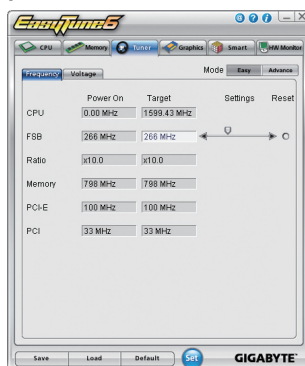 EasyTune6
CPU Memory Tuner Graphics Smart HW Monitor
Frequency Voltage Mode Easy Advance
Power On Target Settings Reset
CPU 0.00 MHz 1599.43 MHz
FSB 266 MHz 266 MHz
Ratio x10.0 x10.0
Memory 798 MHz 798 MHz
PCI-E 100 MHz 100 MHz
PCI 33 MHz 33 MHz
Save Load Default Set GIGABYTE™